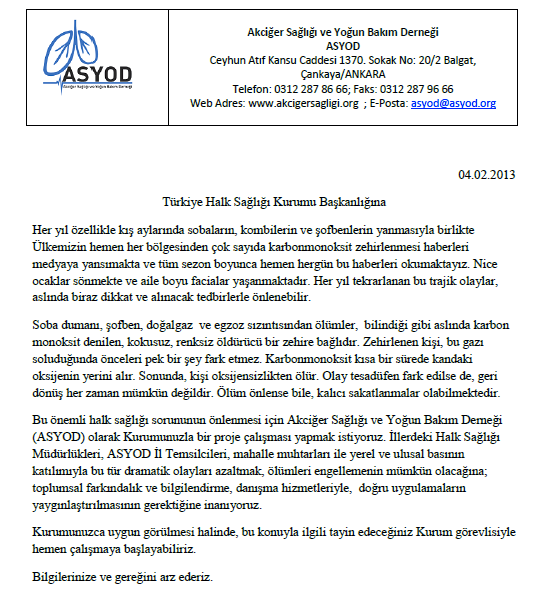 ASYOD
Akciğer Sağlığı ve Yoğun Bakım Derneği
Akciğer Sağlığı ve Yoğun Bakım Derneği
ASYOD
Ceyhun Atıf Kansu Caddesi 1370. Sokak No: 20/2 Balgat,
Çankaya/ANKARA
Telefon: 0312 287 86 66; Faks: 0312 287 96 66
Web Adres: www.akcigersagligi.org ; E-Posta: asyod@asyod.org
04.02.2013
Türkiye Halk Sağlığı Kurumu Başkanlığına
Her yıl özellikle kış aylarında sobaların, kombilerin ve şofbenlerin yanmasıyla birlikte
Ülkemizin hemen her bölgesinden çok sayıda karbonmonoksit zehirlenmesi haberleri
medyaya yansımakta ve tüm sezon boyunca hemen hergün bu haberleri okumaktayız. Nice
ocaklar sönmekte ve aile boyu facialar yaşanmaktadır. Her yıl tekrarlanan bu trajik olaylar,
aslında biraz dikkat ve alınacak tedbirlerle önlenebilir.
Soba dumanı, şofben, doğalgaz ve egzoz sızıntısından ölümler, bilindiği gibi aslında karbon
monoksit denilen, kokusuz, renksiz öldürücü bir zehire bağlıdır. Zehirlenen kişi, bu gazı
soluduğunda önceleri pek bir şey fark etmez. Karbonmonoksit kısa bir sürede kandaki
oksijenin yerini alır. Sonunda, kişi oksijensizlikten ölür. Olay tesadüfen fark edilse de, geri
dönüş her zaman mümkün değildir. Ölüm önlense bile, kalıcı sakatlanmalar olabilmektedir.
Bu önemli halk sağlığı sorununun önlenmesi için Akciğer Sağlığı ve Yoğun Bakım Derneği
(ASYOD) olarak Kurumunuzla bir proje çalışması yapmak istiyoruz. İllerdeki Halk Sağlığı
Müdürlükleri, ASYOD İl Temsilcileri, mahalle muhtarları ile yerel ve ulusal basının
katılımıyla bu tür dramatik olayları azaltmak, ölümleri engellemenin mümkün olacağına;
toplumsal farkındalık ve bilgilendirme, danışma hizmetleriyle, doğru uygulamaların
yaygınlaştırılmasının gerektiğine inanıyoruz.
Kurumunuzca uygun görülmesi halinde, bu konuyla ilgili tayin edeceğiniz Kurum görevlisiyle
hemen çalışmaya başlayabiliriz.
Bilgilerinize ve gereğini arz ederiz.